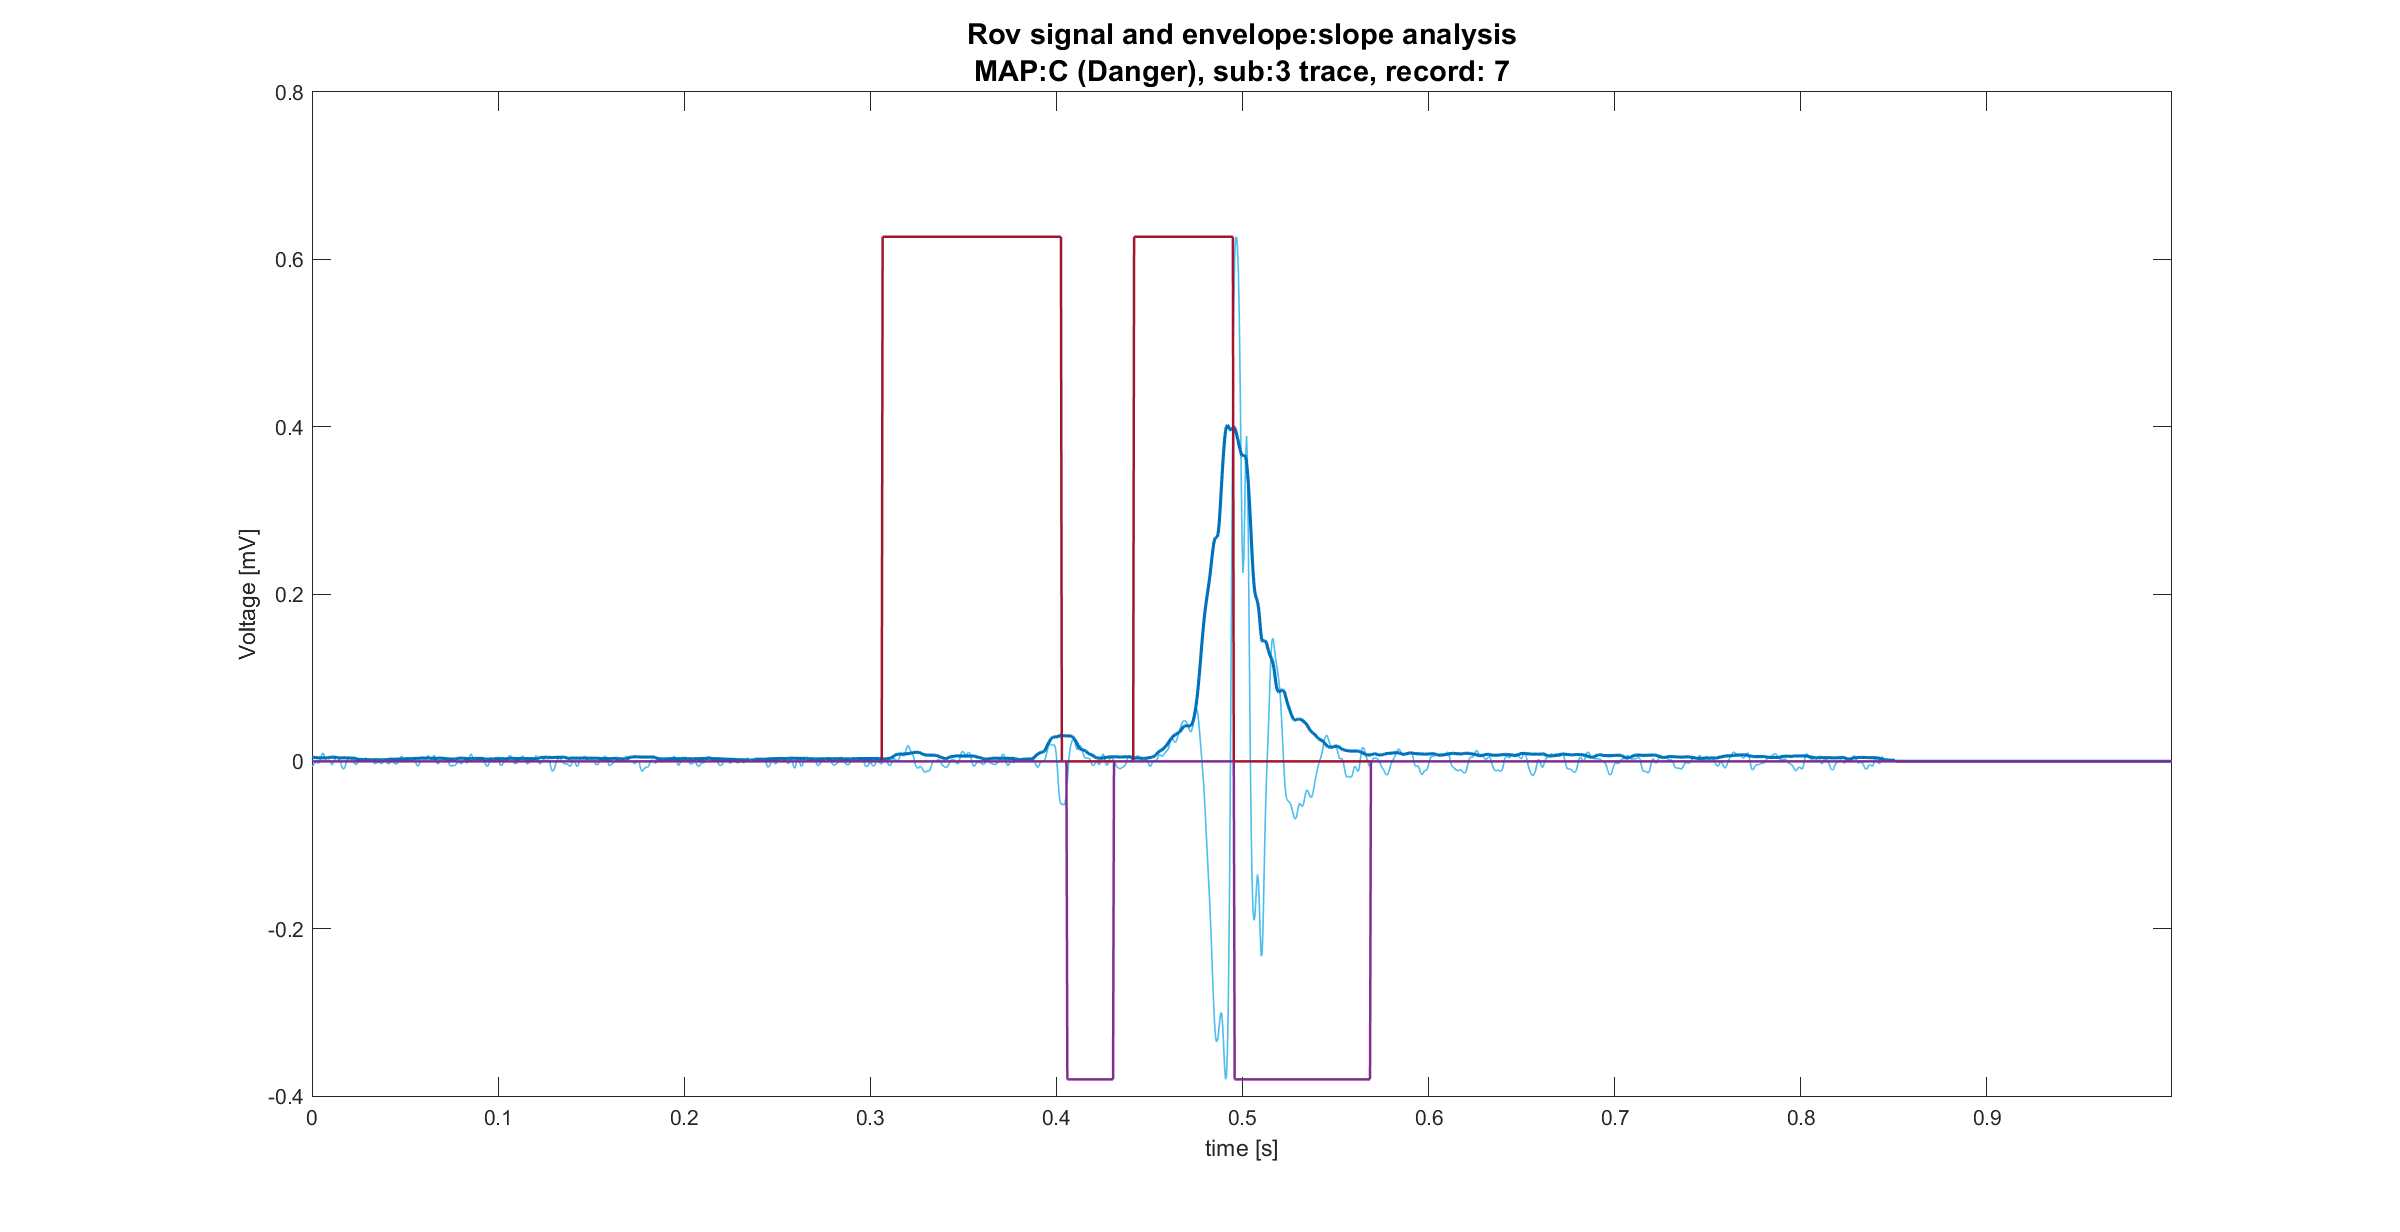 Rov signal and envelope:slope analysis
MAP:C (Danger), sub:3 trace, record: 7
0.8
0.6
0.4
0.2
0
-0.2
-0.4
Voltage [mV]
0 0.1 0.2 0.3 0.4 0.5 0.6 0.7 0.8 0.9
time [s]